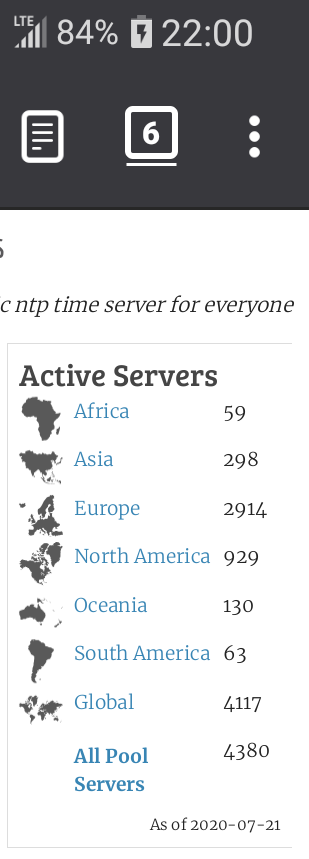 LTE 84% 22:00
6
ntp time server for everyone
Active Servers
Africa 59
Asia 298
Europe 2914
North America 929
Oceania 130
South America 63
Global 4117
All Pool 4380
Servers
As of 2020-07-21